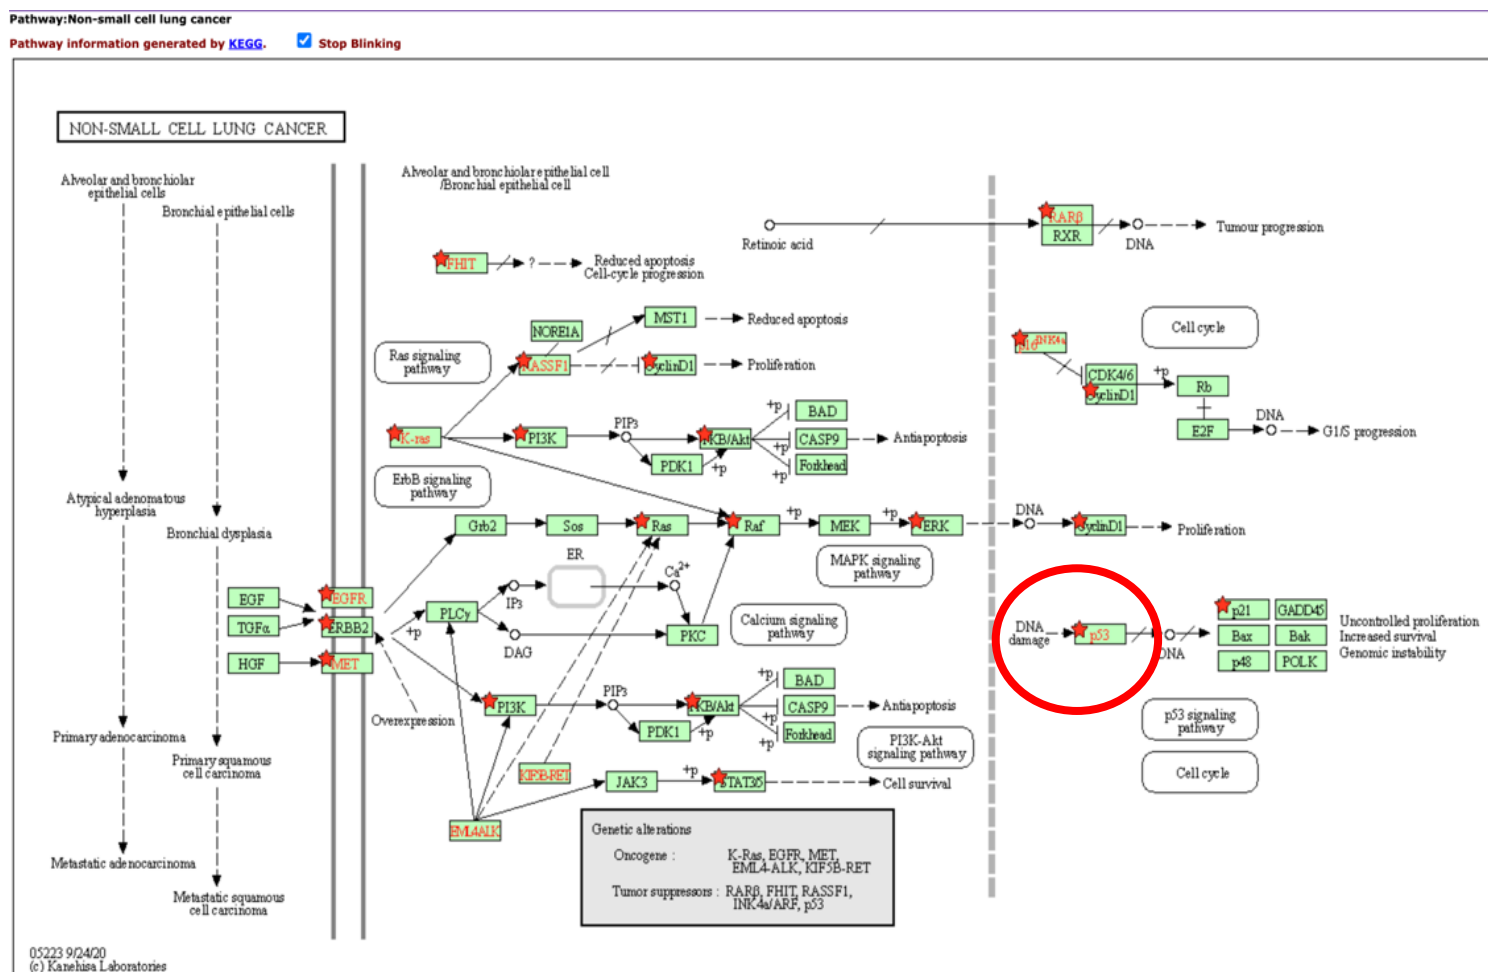 Pathway:Non-small cell lung cancer
Pathway information generated by KEGG. Stop Blinking
NON-SMALL CELL LUNG CANCER
Alveolar and bronchiolar
epithelial cells
Bronchial epithelial cells
Atypical adenomatous
hyperplasia
Bronchial dysplasia
Primary adenocarcinoma
Primary squamous
cell carcinoma
Metastatic adenocarcinoma
Metastatic squamous
cell carcinoma
Alveolar and bronchiolar epithelial cell
/Bronchial epithelial cell
Retinoic acid
RARβ
RXR
DNA
Tumour progression
FHIT
?
Reduced apoptosis
Cell-cycle progression
NORE1A
MST1
Reduced apoptosis
Ras signaling
pathway
RASSF1
CyclinD1
Proliferation
K-ras
PI3K
PIP3
PDK1
PKB/Akt
+p
+p
+p
+p
BAD
CASP9
Forkhead
Antiapoptosis
ErbB signaling
pathway
Grb2
Sos
Ras
Raf
+p
MEK
+p
ERK
DNA
CyclinD1
Proliferation
MAPK signaling
pathway
ER
IP3
Ca2+
EGF
TGFα
HGF
EGFR
ERBB2
MET
+p
PLCγ
DAG
PKC
Calcium signaling
pathway
Overexpression
PI3K
PIP3
PDK1
PKB/Akt
+p
+p
+p
+p
BAD
CASP9
Forkhead
Antiapoptosis
PI3K-Akt
signaling pathway
KIF5B-RET
EML4ALK
JAK3
+p
STAT3/5
Cell survival
p16INK4a
Cell cycle
CDK4/6
CyclinD1
+p
Rb
E2F
DNA
G1/S progression
DNA
damage
p53
DNA
p21
GADD45
Bax
Bak
p48
POLK
Uncontrolled proliferation
Increased survival
Genomic instability
p53 signaling
pathway
Cell cycle
Genetic alterations
Oncogene : K-Ras, EGFR, MET,
EML4-ALK, KIF5B-RET
Tumor suppressors : RARβ, FHIT, RASSF1,
INK4a/ARF, p53
05223 9/24/20
(c) Kanehisa Laboratories